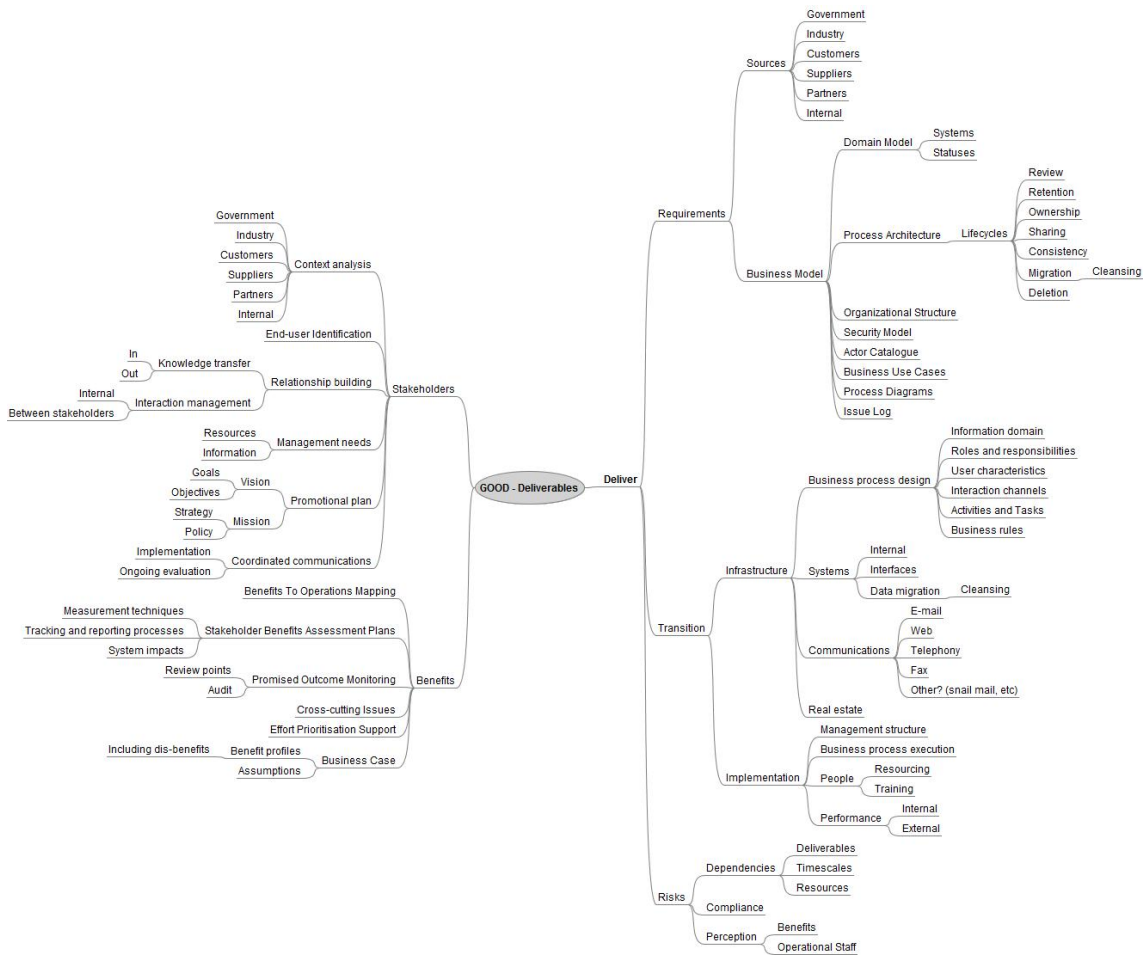 GOOD - Deliverables
Deliver
Requirements
Sources
Government
Industry
Customers
Suppliers
Partners
Internal
Business Model
Domain Model
Systems
Statuses
Process Architecture
Lifecycles
Review
Retention
Ownership
Sharing
Consistency
Migration
Cleansing
Deletion
Organizational Structure
Security Model
Actor Catalogue
Business Use Cases
Process Diagrams
Issue Log
Transition
Infrastructure
Business process design
Information domain
Roles and responsibilities
User characteristics
Interaction channels
Activities and Tasks
Business rules
Systems
Internal
Interfaces
Data migration
Cleansing
Communications
E-mail
Web
Telephony
Fax
Other? (snail mail, etc)
Real estate
Implementation
Management structure
Business process execution
People
Resourcing
Training
Performance
Internal
External
Risks
Dependencies
Deliverables
Timescales
Resources
Compliance
Perception
Benefits
Operational Staff
Stakeholders
Context analysis
Government
Industry
Customers
Suppliers
Partners
Internal
End-user Identification
Relationship building
Knowledge transfer
In
Out
Interaction management
Internal
Between stakeholders
Management needs
Resources
Information
Promotional plan
Vision
Goals
Objectives
Mission
Strategy
Policy
Coordinated communications
Implementation
Ongoing evaluation
Benefits
Benefits To Operations Mapping
Stakeholder Benefits Assessment Plans
Measurement techniques
Tracking and reporting processes
System impacts
Promised Outcome Monitoring
Review points
Audit
Cross-cutting Issues
Effort Prioritisation Support
Business Case
Benefit profiles
Including dis-benefits
Assumptions